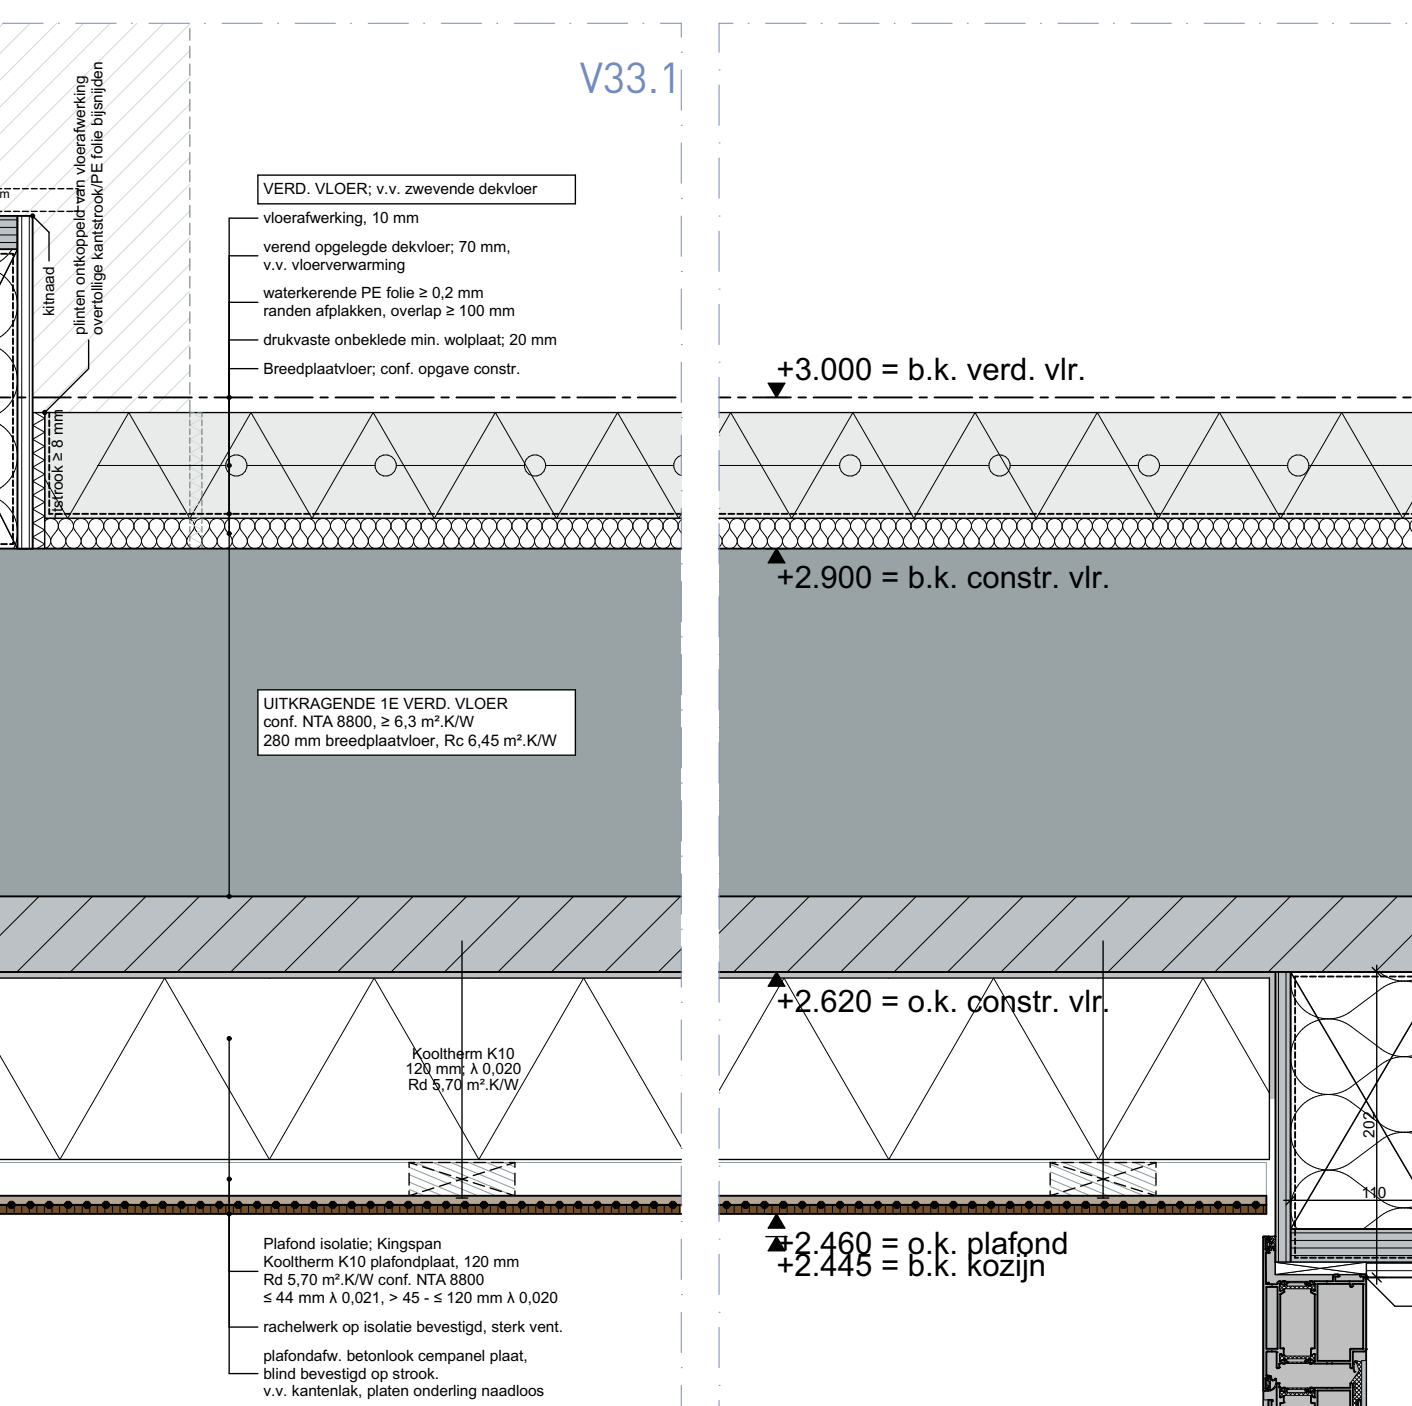 V33.1
plinten ontkoppeld van vloerafwerking
overtollige kantstrook/PE folie bijsnijden
kitnaad
m
VERD. VLOER; v.v. zwevende dekvloer
vloerafwerking, 10 mm
verend opgelegde dekvloer; 70 mm,
v.v. vloerverwarming
waterkerende PE folie ≥ 0,2 mm
randen afplakken, overlap ≥ 100 mm
drukvaste onbeklede min. wolplaat; 20 mm
Breedplaatvloer; conf. opgave constr.
+3.000 = b.k. verd. vlr.
tstrook ≥ 8 mm
+2.900 = b.k. constr. vlr.
UITKRAGENDE 1E VERD. VLOER
conf. NTA 8800, ≥ 6,3 m².K/W
280 mm breedplaatvloer, Rc 6,45 m².K/W
+2.620 = o.k. constr. vlr.
Kooltherm K10
120 mm; λ 0,020
Rd 5,70 m².K/W
202
110
+2.460 = o.k. plafond
+2.445 = b.k. kozijn
Plafond isolatie; Kingspan
Kooltherm K10 plafondplaat, 120 mm
Rd 5,70 m².K/W conf. NTA 8800
≤ 44 mm λ 0,021, > 45 - ≤ 120 mm λ 0,020
rachelwerk op isolatie bevestigd, sterk vent.
plafondafw. betonlook cempanel plaat,
blind bevestigd op strook.
v.v. kantenlak, platen onderling naadloos